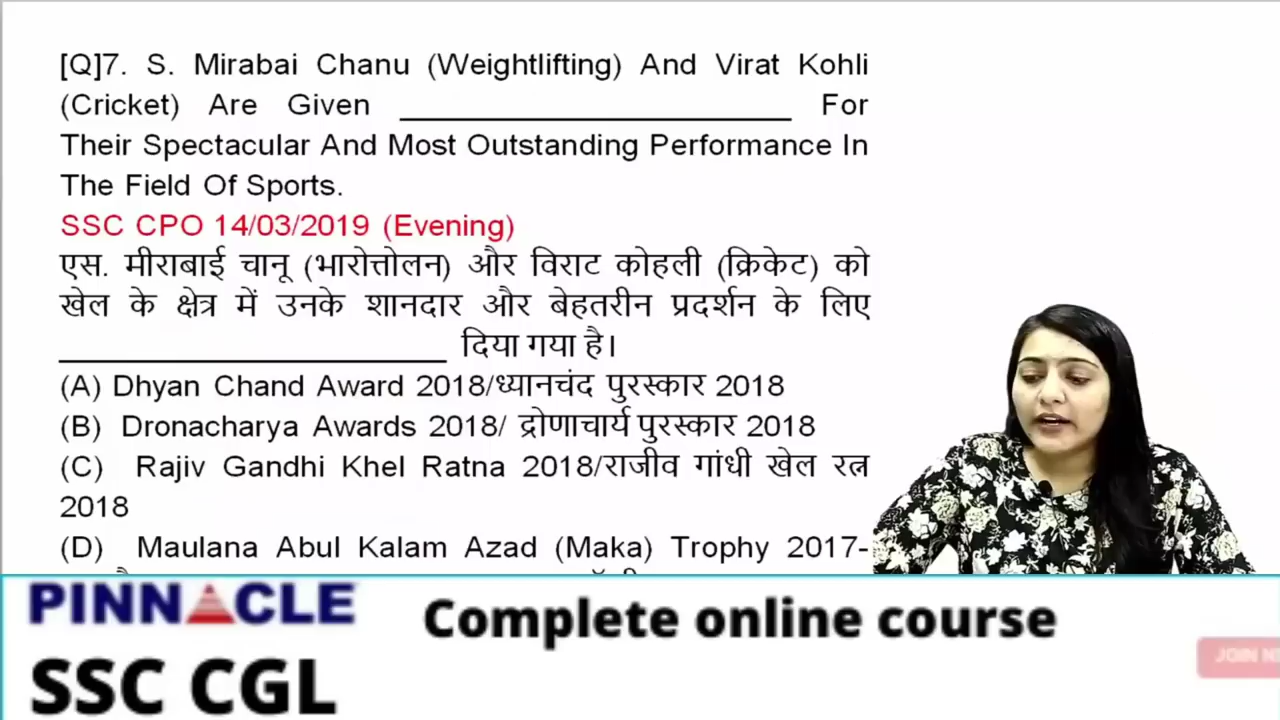 [Q]7. S. Mirabai Chanu (Weightlifting) And Virat Kohli
(Cricket) Are Given ________________________ For
Their Spectacular And Most Outstanding Performance In
The Field Of Sports.
SSC CPO 14/03/2019 (Evening)
एस. मीराबाई चानू (भारोत्तोलन) और विराट कोहली (क्रिकेट) को
खेल के क्षेत्र में उनके शानदार और बेहतरीन प्रदर्शन के लिए
________________________ दिया गया है।
(A) Dhyan Chand Award 2018/ध्यानचंद पुरस्कार 2018
(B) Dronacharya Awards 2018/ द्रोणाचार्य पुरस्कार 2018
(C) Rajiv Gandhi Khel Ratna 2018/राजीव गांधी खेल रत्न
2018
(D) Maulana Abul Kalam Azad (Maka) Trophy 2017-
PINNACLE
Complete online course
SSC CGL
JOIN